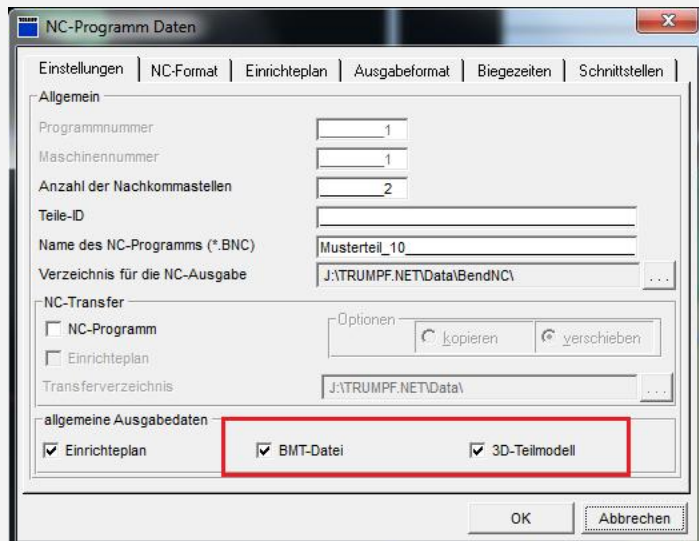 NC-Programm Daten
Einstellungen NC-Format Einrichteplan Ausgabeformat Biegezeiten Schnittstellen
Allgemein
Programmnummer 1
Maschinennummer 1
Anzahl der Nachkommastellen 2
Teile-ID
Name des NC-Programms (*.BNC) Musterteil_10
Verzeichnis für die NC-Ausgabe J:\TRUMPF.NET\Data\BendNC\ ...
NC-Transfer
NC-Programm Optionen kopieren verschieben
Einrichteplan
Transferverzeichnis J:\TRUMPF.NET\Data\ ...
allgemeine Ausgabedaten
Einrichteplan BMT-Datei 3D-Teilmodell
OK Abbrechen